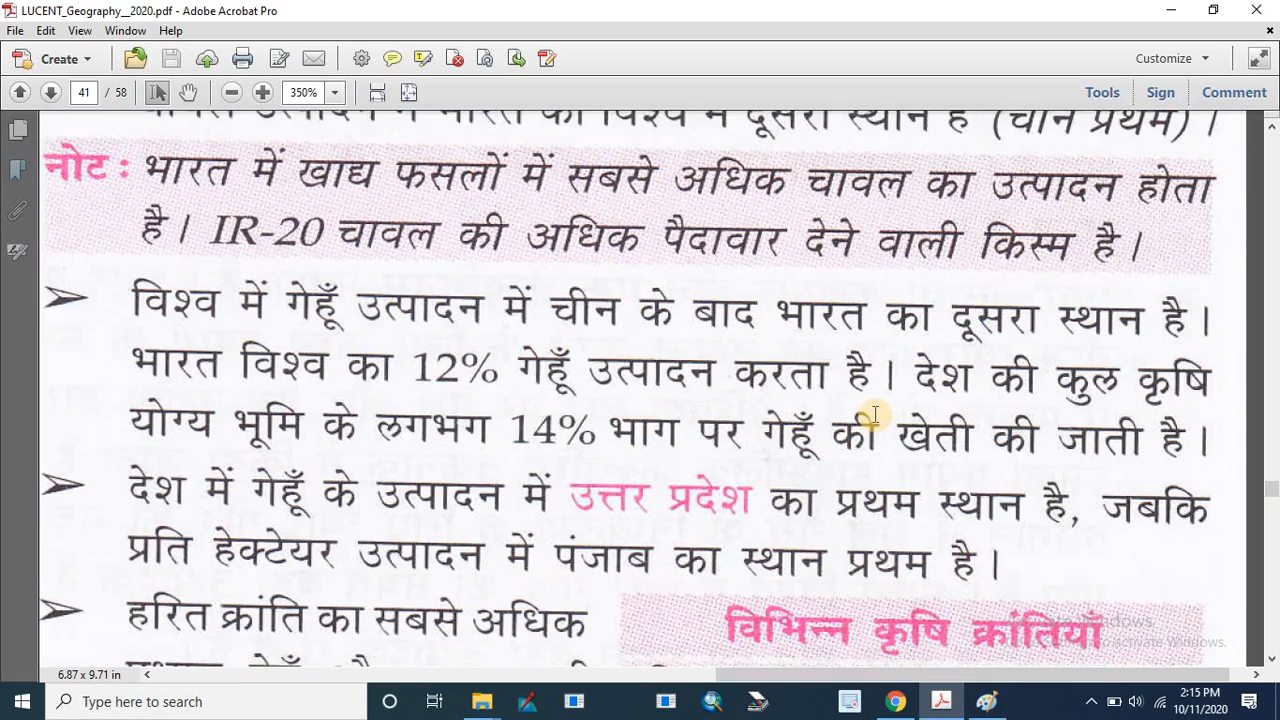 LUCENT_Geography__2020.pdf - Adobe Acrobat Pro
File Edit View Window Help
Create Customize
41 / 58 350% Tools Sign Comment
में भारत का विश्व में दूसरा स्थान है (चीन प्रथम)।
नोट : भारत में खाद्य फसलों में सबसे अधिक चावल का उत्पादन होता
है। IR-20 चावल की अधिक पैदावार देने वाली किस्म है।
विश्व में गेहूँ उत्पादन में चीन के बाद भारत का दूसरा स्थान है।
भारत विश्व का 12% गेहूँ उत्पादन करता है। देश की कुल कृषि
योग्य भूमि के लगभग 14% भाग पर गेहूँ की खेती की जाती है।
देश में गेहूँ के उत्पादन में उत्तर प्रदेश का प्रथम स्थान है, जबकि
प्रति हेक्टेयर उत्पादन में पंजाब का स्थान प्रथम है।
हरित क्रांति का सबसे अधिक
विभिन्न कृषि क्रांतियाँ
6.87 x 9.71 in
Type here to search
2:15 PM
10/11/2020